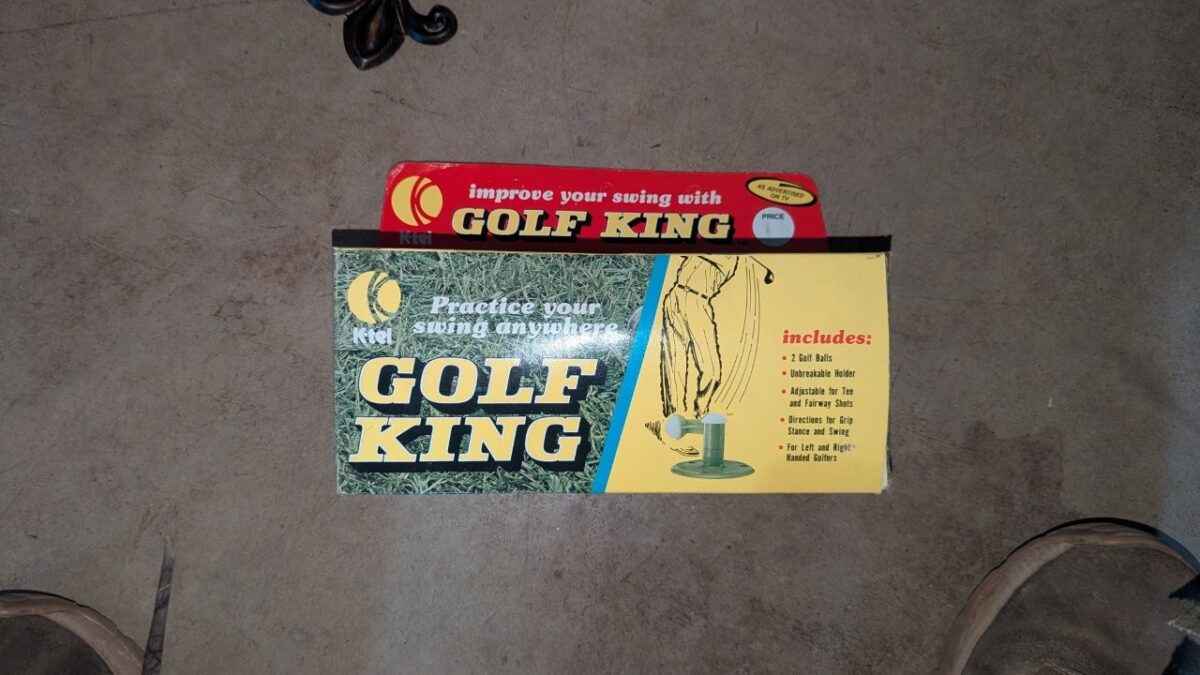 improve your swing with
GOLF KING
AS ADVERTISED
ON TV
PRICE
K-tel
K-tel
Practice your
swing anywhere
GOLF
KING
includes:
• 2 Golf Balls
• Unbreakable Holder
• Adjustable for Tee
and Fairway Shots
• Directions for Grip
Stance and Swing
• For Left and Right
Handed Golfers